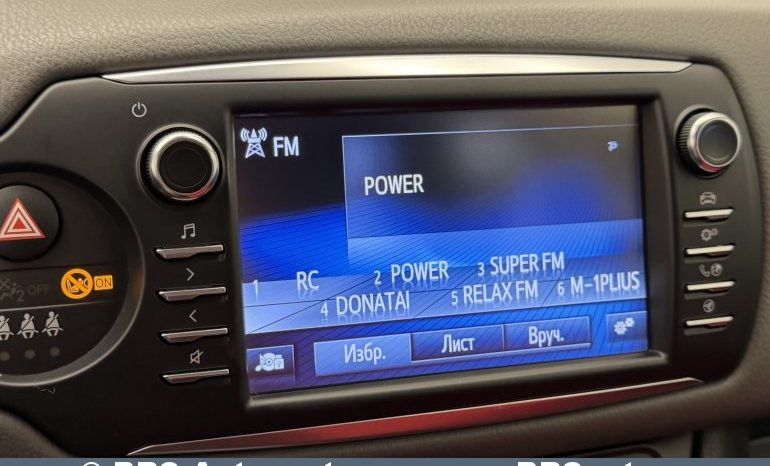 FM
POWER
1 RC 2 POWER 3 SUPER FM
4 DONATAI 5 RELAX FM 6 M-1PLIUS
Избр. Лист Вруч.
2 OFF
ON